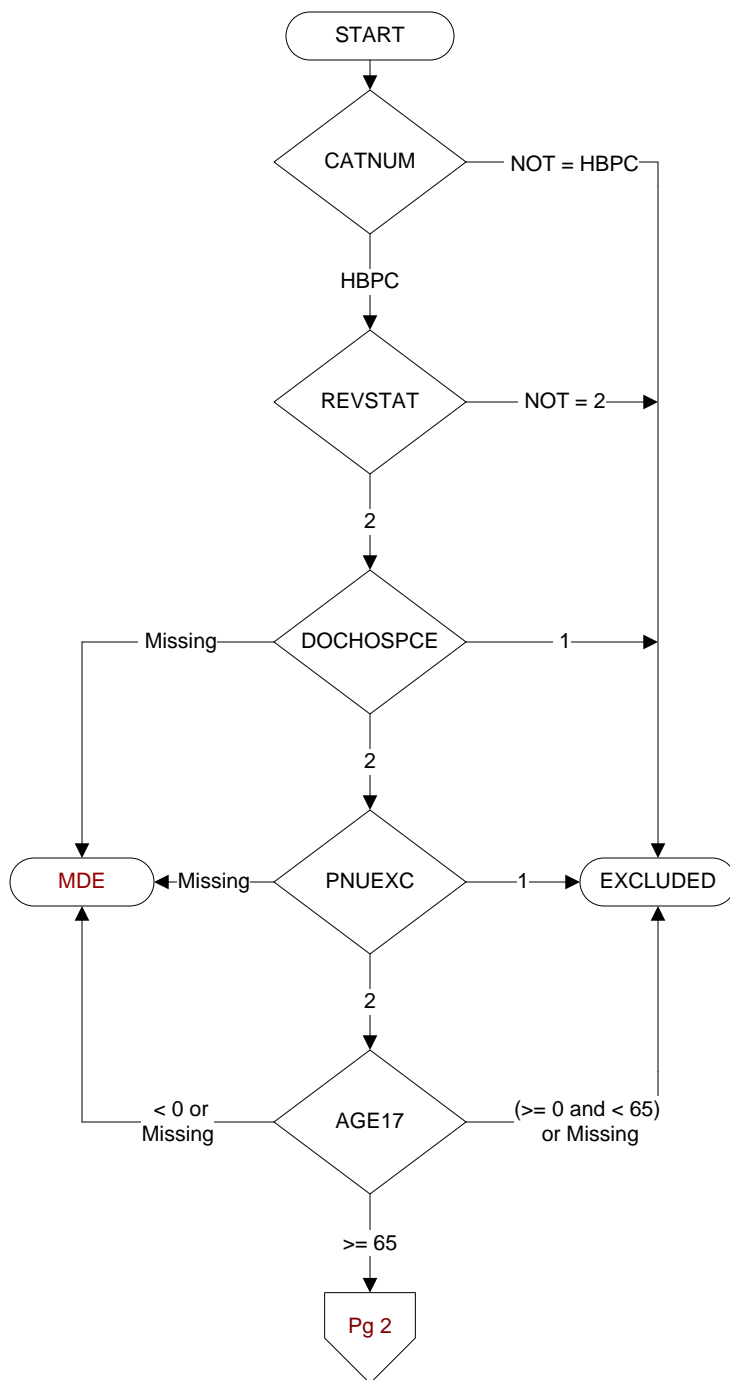 START
CATNUM
NOT = HBPC
HBPC
REVSTAT
NOT = 2
2
Missing
DOCHOSPCE
1
2
MDE
Missing
PNUEXC
1
EXCLUDED
2
< 0 or
Missing
AGE17
(>= 0 and < 65)
or Missing
>= 65
Pg 2